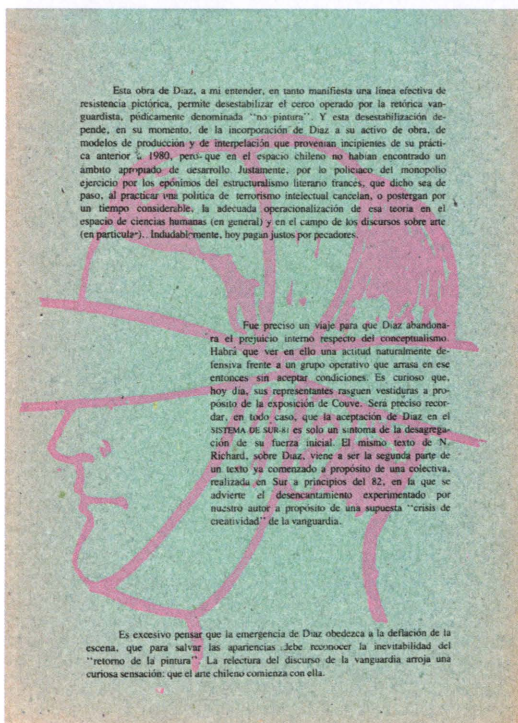 Esta obra de Diaz, a mi entender, en tanto manifiesta una línea efectiva de
resistencia pictórica, permite desestabilizar el cerco operado por la retórica van-
guardista, púdicamente denominada "no pintura". Y esta desestabilización de-
pende, en su momento, de la incorporación de Diaz a su activo de obra, de
modelos de producción y de interpelación que provenian incipientes de su prácti-
ca anterior a 1980, pero que en el espacio chileno no habían encontrado un
ámbito apropiado de desarrollo. Justamente, por lo policiaco del monopolio
ejercicio por los epónimos del estructuralismo literario francés, que dicho sea de
paso, al practicar una política de terrorismo intelectual cancelan, o postergan por
un tiempo considerable, la adecuada operacionalización de esa teoría en el
espacio de ciencias humanas (en general) y en el campo de los discursos sobre arte
(en particular). Indudablemente, hoy pagan justos por pecadores.
Fue preciso un viaje para que Diaz abandona-
ra el prejuicio interno respecto del conceptualismo.
Habrá que ver en ello una actitud naturalmente de-
fensiva frente a un grupo operativo que arrasa en ese
entonces sin aceptar condiciones. Es curioso que,
hoy día, sus representantes rasguen vestiduras a pro-
pósito de la exposición de Couve. Será preciso recor-
dar, en todo caso, que la aceptación de Diaz en el
SISTEMA DE SUR-81 es solo un síntoma de la desagrega-
ción de su fuerza inicial. El mismo texto de N.
Richard, sobre Diaz, viene a ser la segunda parte de
un texto ya comenzado a propósito de una colectiva,
realizada en Sur a principios del 82, en la que se
advierte el desencantamiento experimentado por
nuestro autor a propósito de una supuesta "crisis de
creatividad" de la vanguardia.
Es excesivo pensar que la emergencia de Diaz obedezca a la deflación de la
escena, que para salvar las apariencias debe reconocer la inevitabilidad del
"retorno de la pintura". La relectura del discurso de la vanguardia arroja una
curiosa sensación: que el arte chileno comienza con ella.